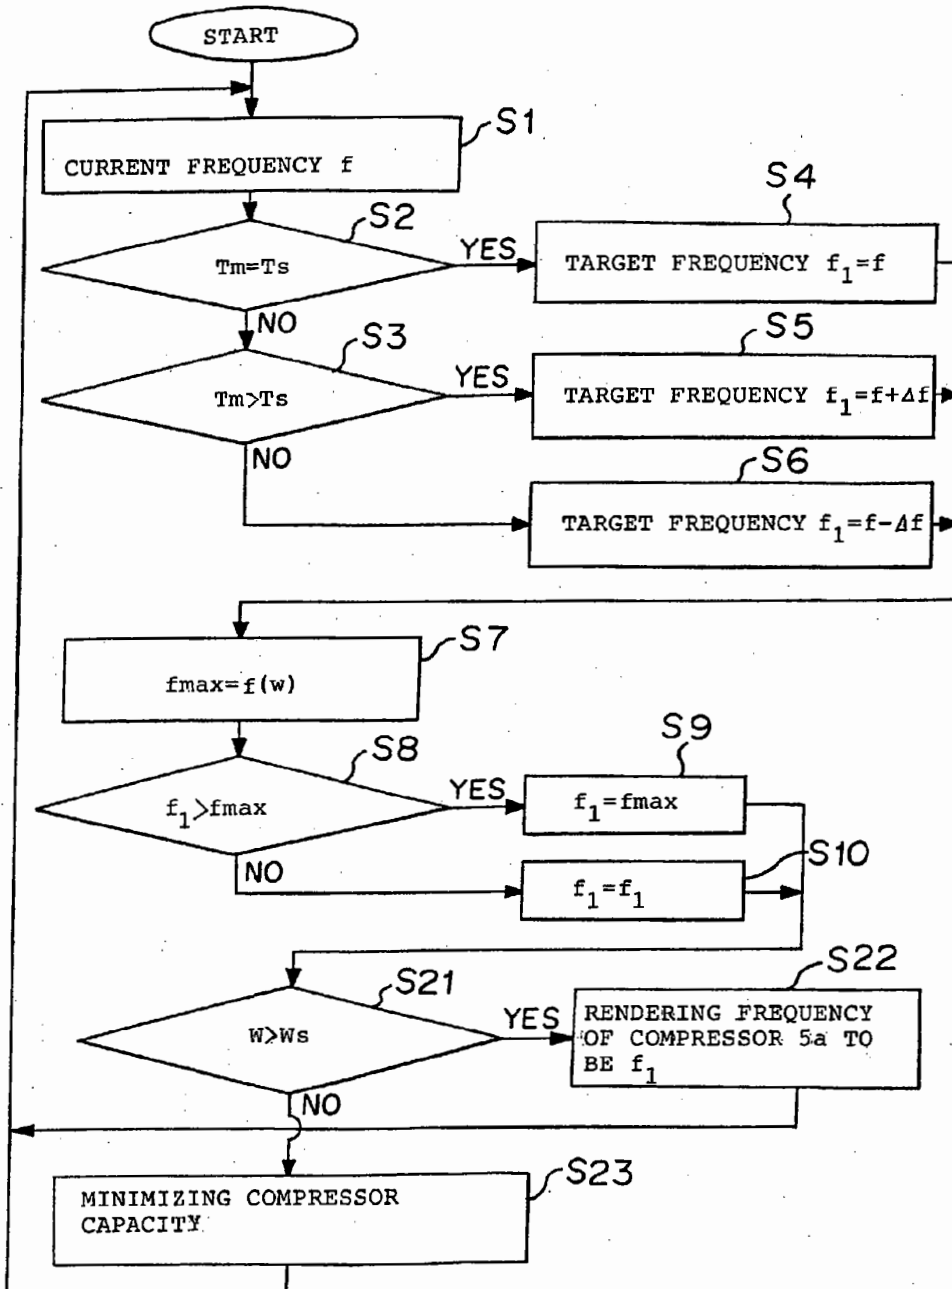 START
S1
CURRENT FREQUENCY f
S2
Tm=Ts
YES
NO
S4
TARGET FREQUENCY f₁=f
S3
Tm>Ts
YES
NO
S5
TARGET FREQUENCY f₁=f+Δf
S6
TARGET FREQUENCY f₁=f-Δf
S7
fmax=f(w)
S8
f₁>fmax
YES
NO
S9
f₁=fmax
S10
f₁=f₁
S21
W>Ws
YES
NO
S22
RENDERING FREQUENCY
OF COMPRESSOR 5a TO
BE f₁
S23
MINIMIZING COMPRESSOR
CAPACITY